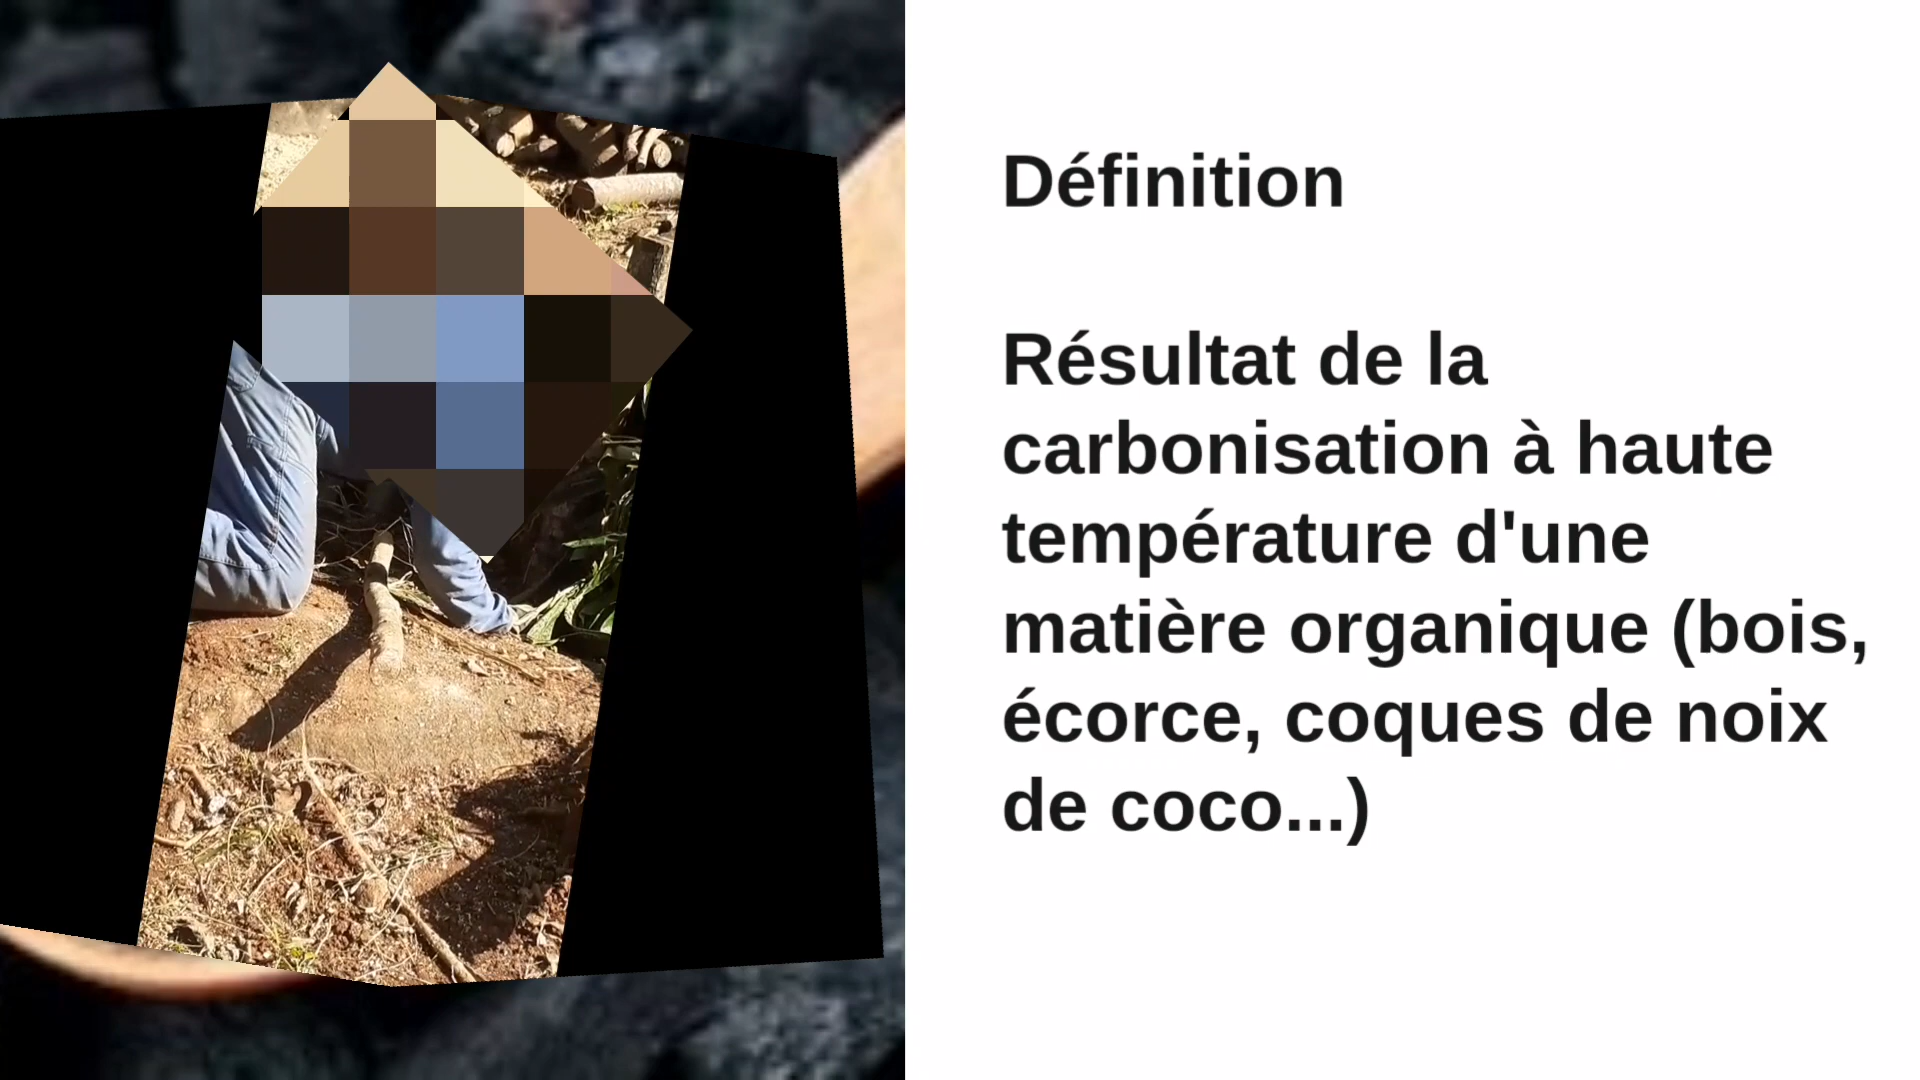 Définition
Résultat de la
carbonisation à haute
température d'une
matière organique (bois,
écorce, coques de noix
de coco...)